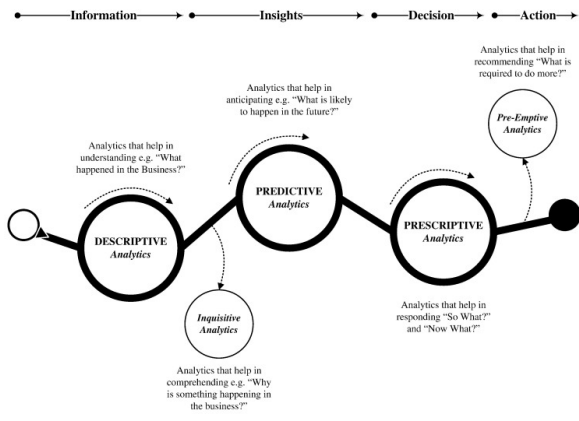 Information
Insights
Decision
Action
Analytics that help in
understanding e.g. “What
happened in the Business?”
DESCRIPTIVE
Analytics
Inquisitive
Analytics
Analytics that help in
comprehending e.g. “Why
is something happening in
the business?”
Analytics that help in
anticipating e.g. “What is likely
to happen in the future?”
PREDICTIVE
Analytics
PRESCRIPTIVE
Analytics
Analytics that help in
responding “So What?”
and “Now What?”
Analytics that help in
recommending “What is
required to do more?”
Pre-Emptive
Analytics